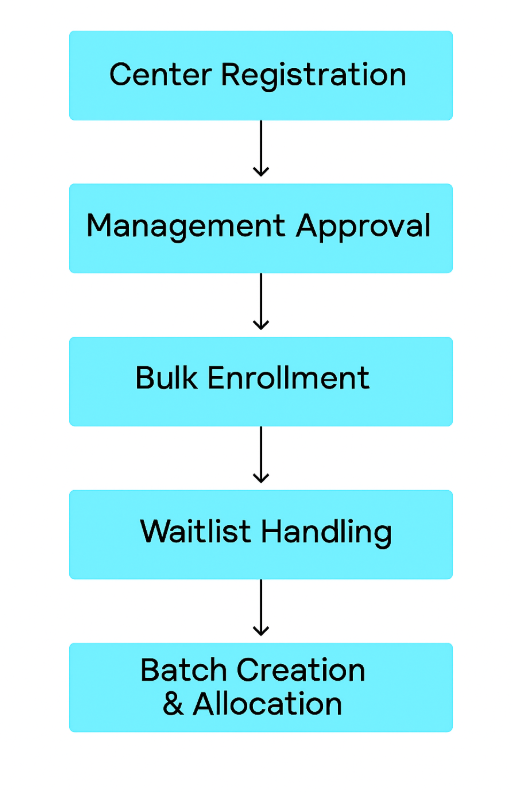 Center Registration
Management Approval
Bulk Enrollment
Waitlist Handling
Batch Creation
& Allocation